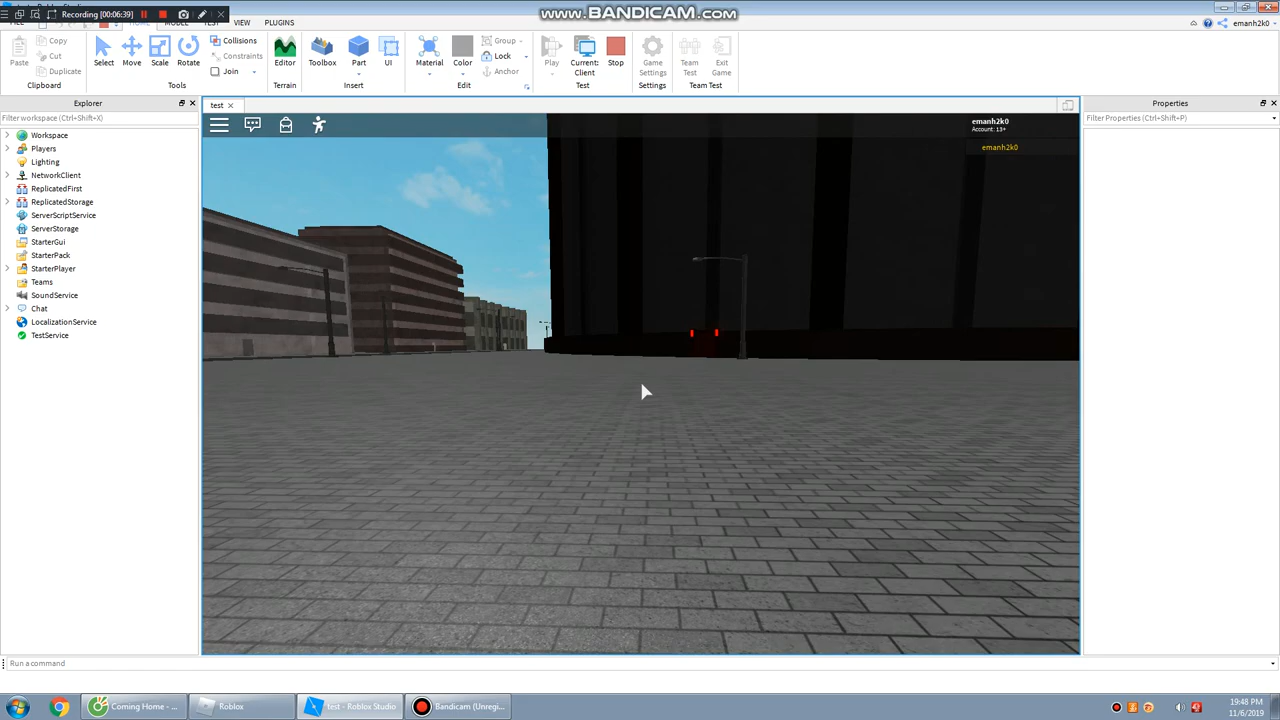 Recording [00:06:39]
www.BANDICAM.com
MODEL
VIEW
PLUGINS
emanh2k0
Paste
Copy
Cut
Duplicate
Clipboard
Select
Move
Scale
Rotate
Collisions
Constraints
Join
Tools
Editor
Terrain
Toolbox
Part
UI
Insert
Material
Color
Group
Lock
Anchor
Edit
Play
Current:
Client
Stop
Test
Game
Settings
Settings
Team
Test
Exit
Game
Team Test
Explorer
test
Properties
Filter workspace (Ctrl+Shift+X)
Filter Properties (Ctrl+Shift+P)
Workspace
Players
Lighting
NetworkClient
ReplicatedFirst
ReplicatedStorage
ServerScriptService
ServerStorage
StarterGui
StarterPack
StarterPlayer
Teams
SoundService
Chat
LocalizationService
TestService
emanh2k0
Account: 13+
emanh2k0
Run a command
Coming Home - ...
Roblox
test - Roblox Studio
Bandicam (Unregi...
19:48 PM
11/6/2019